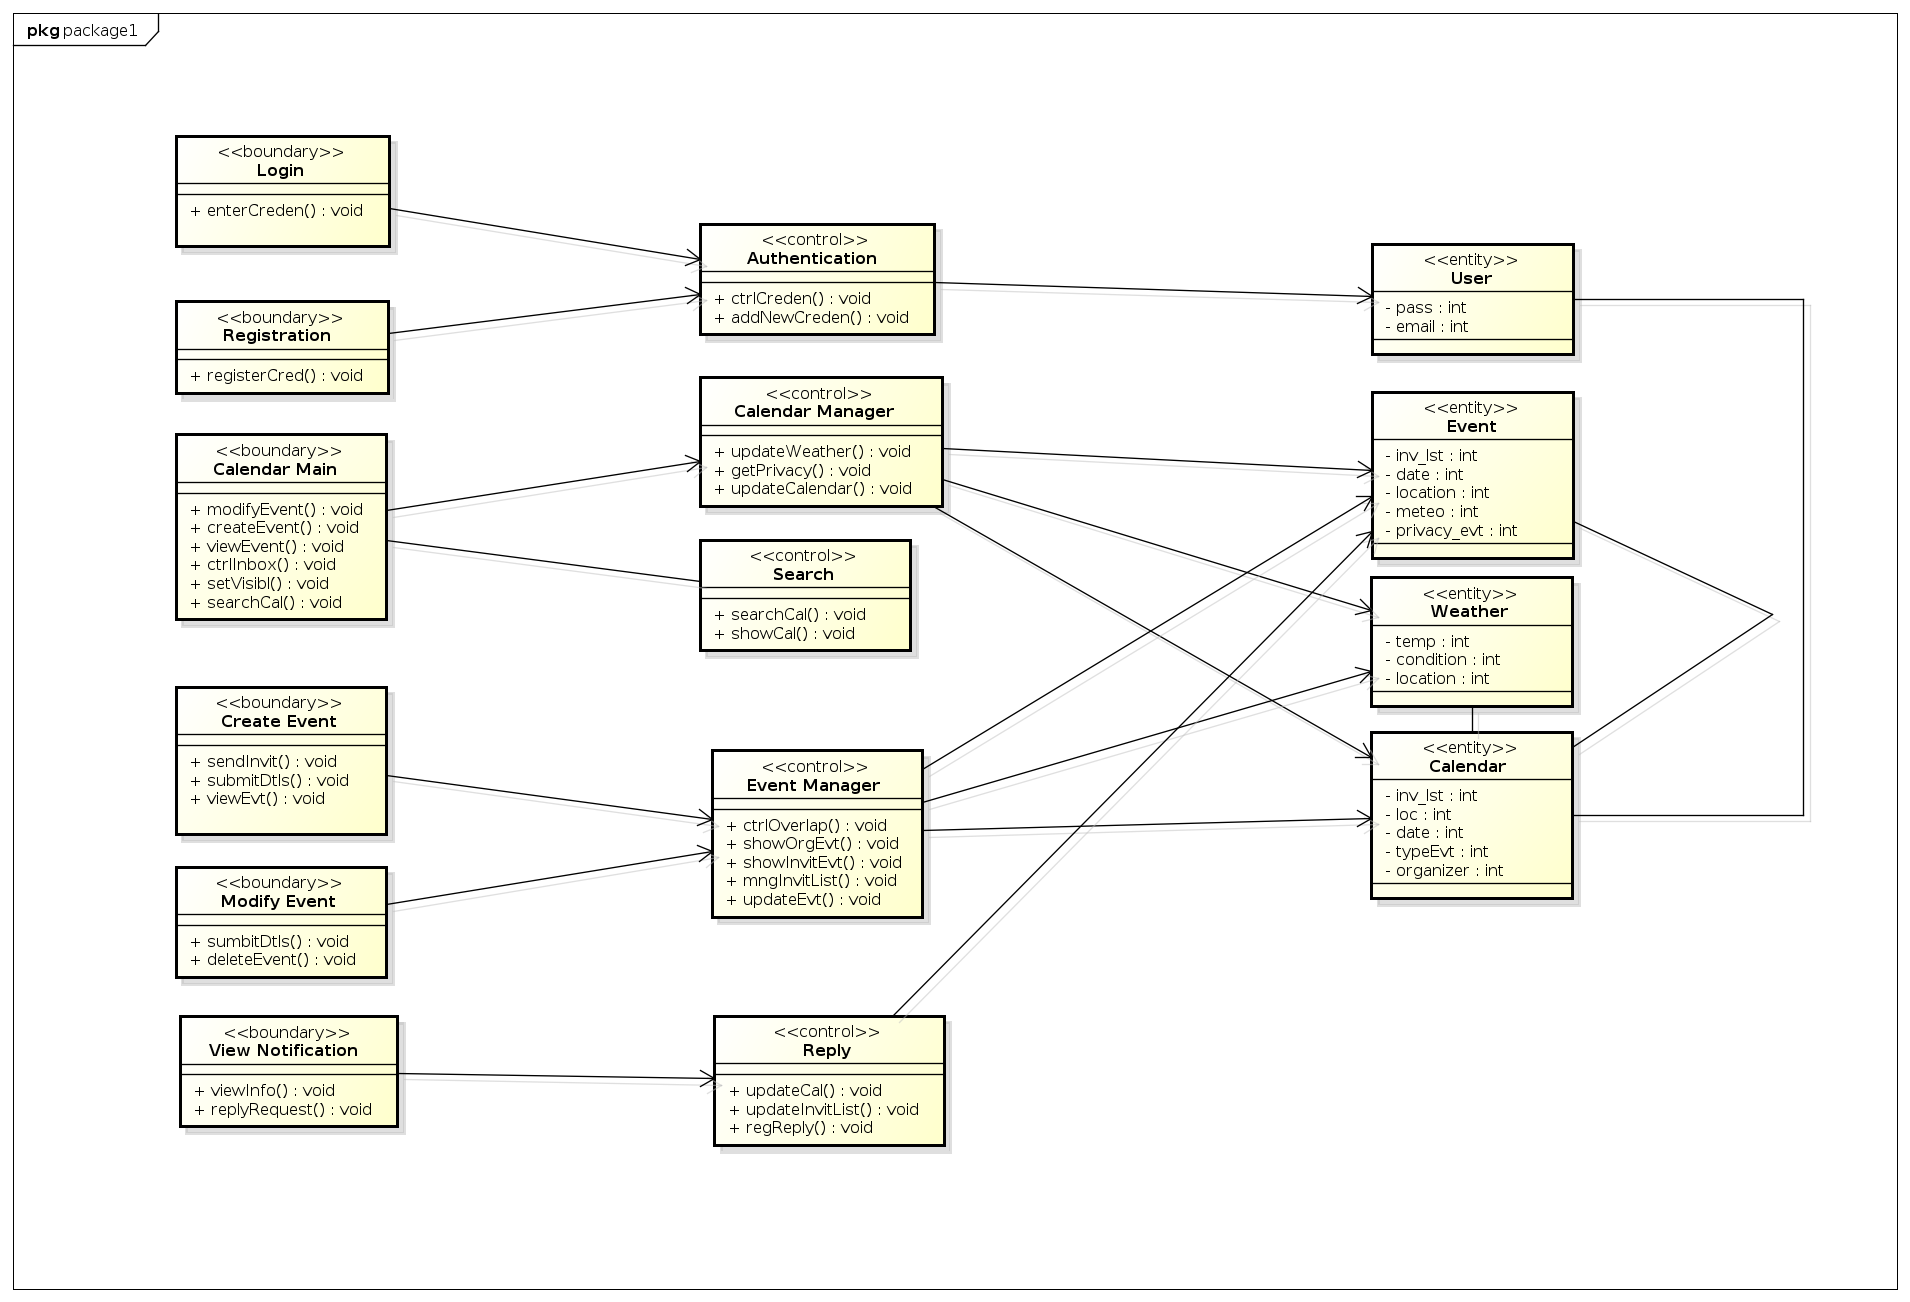 pkg package1
<<boundary>>
Login
+ enterCreden() : void
<<boundary>>
Registration
+ registerCred() : void
<<boundary>>
Calendar Main
+ modifyEvent() : void
+ createEvent() : void
+ viewEvent() : void
+ ctrlInbox() : void
+ setVisibl() : void
+ searchCal() : void
<<boundary>>
Create Event
+ sendInvit() : void
+ submitDtls() : void
+ viewEvt() : void
<<boundary>>
Modify Event
+ sumbitDtls() : void
+ deleteEvent() : void
<<boundary>>
View Notification
+ viewInfo() : void
+ replyRequest() : void
<<control>>
Authentication
+ ctrlCreden() : void
+ addNewCreden() : void
<<control>>
Calendar Manager
+ updateWeather() : void
+ getPrivacy() : void
+ updateCalendar() : void
<<control>>
Search
+ searchCal() : void
+ showCal() : void
<<control>>
Event Manager
+ ctrlOverlap() : void
+ showOrgEvt() : void
+ showInvitEvt() : void
+ mngInvitList() : void
+ updateEvt() : void
<<control>>
Reply
+ updateCal() : void
+ updateInvitList() : void
+ regReply() : void
<<entity>>
User
- pass : int
- email : int
<<entity>>
Event
- inv_lst : int
- date : int
- location : int
- meteo : int
- privacy_evt : int
<<entity>>
Weather
- temp : int
- condition : int
- location : int
<<entity>>
Calendar
- inv_lst : int
- loc : int
- date : int
- typeEvt : int
- organizer : int